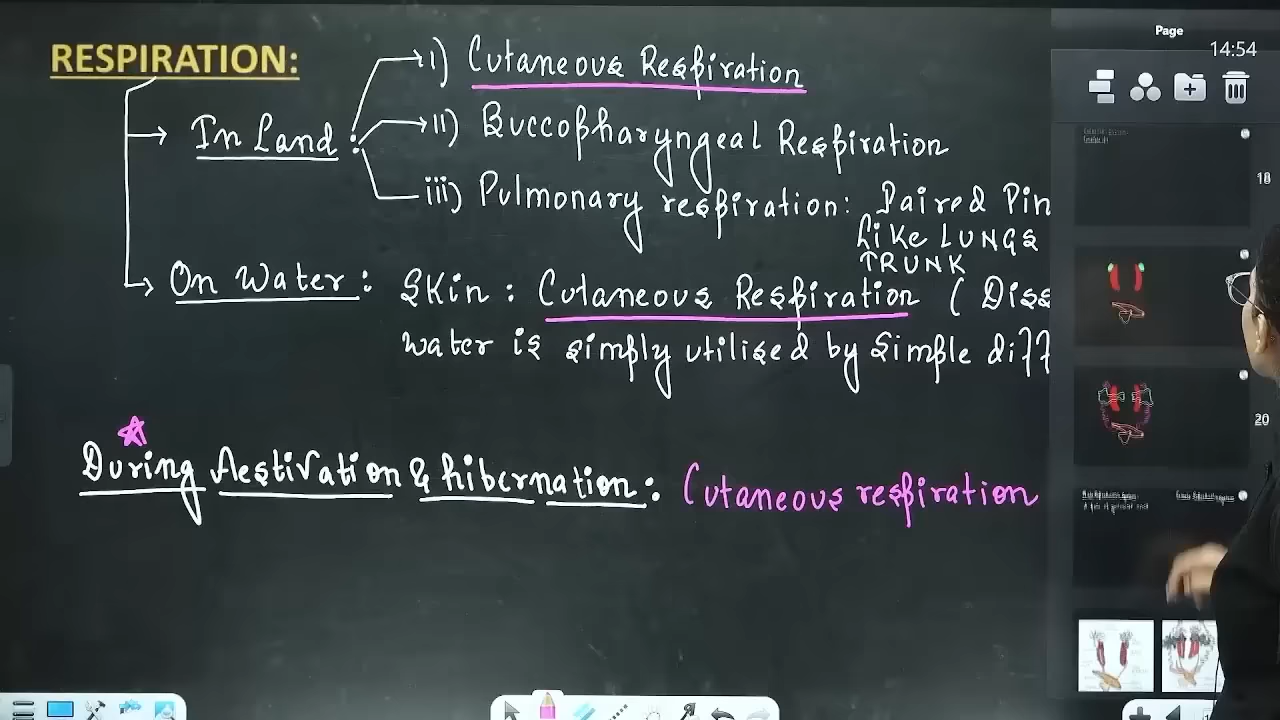 RESPIRATION:
i) Cutaneous Respiration
In Land :
ii) Buccopharyngeal Respiration
iii) Pulmonary respiration: Paired Pin
Like LUNGS
TRUNK
On Water : Skin : Cutaneous Respiration ( Diss
Water is simply utilised by simple diff
During Aestivation & hibernation : Cutaneous respiration
Page
14:54
18
20